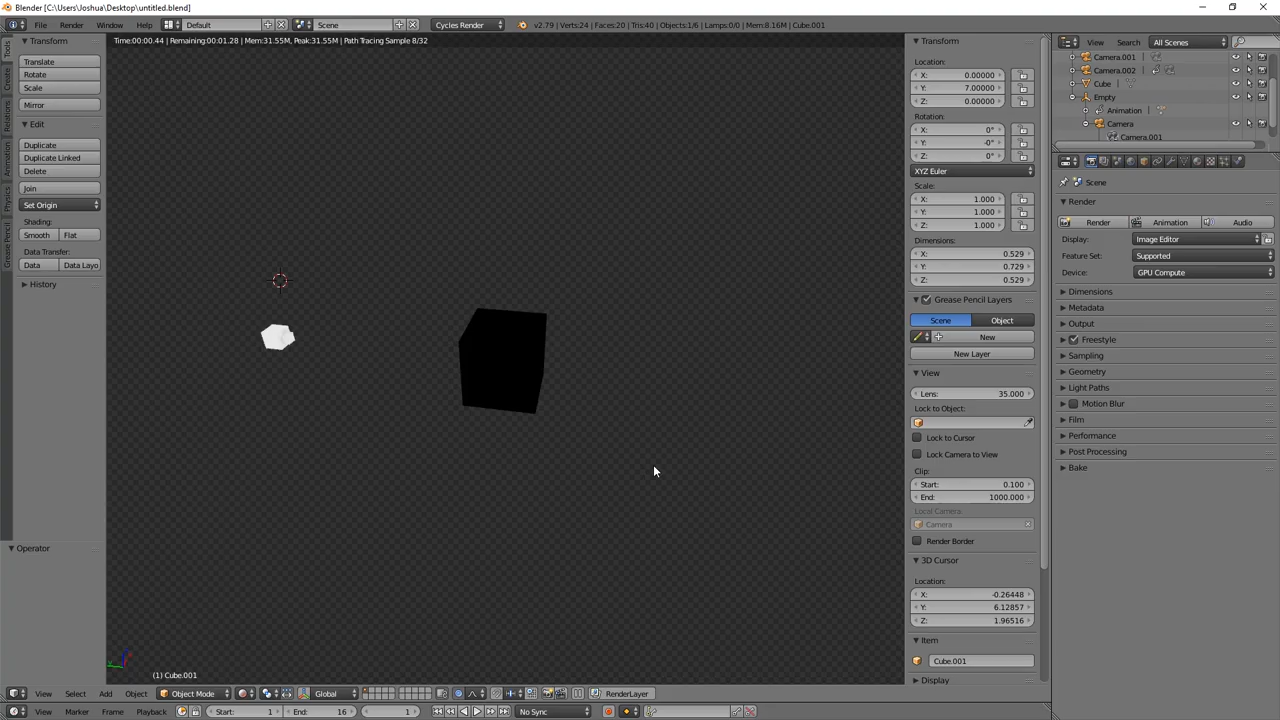 Blender [C:\Users\Joshua\Desktop\untitled.blend]
File Render Window Help Default Scene Cycles Render v2.79 | Verts:24 | Faces:20 | Tris:40 | Objects:1/6 | Lamps:0/0 | Mem:8.16M | Cube.001
Time:00:00.44 | Remaining:00:01.28 | Mem:31.55M, Peak:31.55M | Path Tracing Sample 8/32
Tools
Create
Relations
Animation
Physics
Grease Pencil
Transform
Translate
Rotate
Scale
Mirror
Edit
Duplicate
Duplicate Linked
Delete
Join
Set Origin
Shading:
Smooth Flat
Data Transfer:
Data Data Layo
History
Operator
(1) Cube.001
Transform
Location:
X: 0.00000
Y: 7.00000
Z: 0.00000
Rotation:
X: 0°
Y: -0°
Z: 0°
XYZ Euler
Scale:
X: 1.000
Y: 1.000
Z: 1.000
Dimensions:
X: 0.529
Y: 0.729
Z: 0.529
Grease Pencil Layers
Scene Object
New
New Layer
View
Lens: 35.000
Lock to Object:
Lock to Cursor
Lock Camera to View
Clip:
Start: 0.100
End: 1000.000
Local Camera:
Camera
Render Border
3D Cursor
Location:
X: -0.26448
Y: 6.12857
Z: 1.96516
Item
Cube.001
Display
View Search All Scenes
Camera.001
Camera.002
Cube
Empty
Animation
Camera
Camera.001
Scene
Render
Render Animation Audio
Display: Image Editor
Feature Set: Supported
Device: GPU Compute
Dimensions
Metadata
Output
Freestyle
Sampling
Geometry
Light Paths
Motion Blur
Film
Performance
Post Processing
Bake
View Select Add Object Object Mode Global RenderLayer
View Marker Frame Playback Start: 1 End: 16 1 No Sync